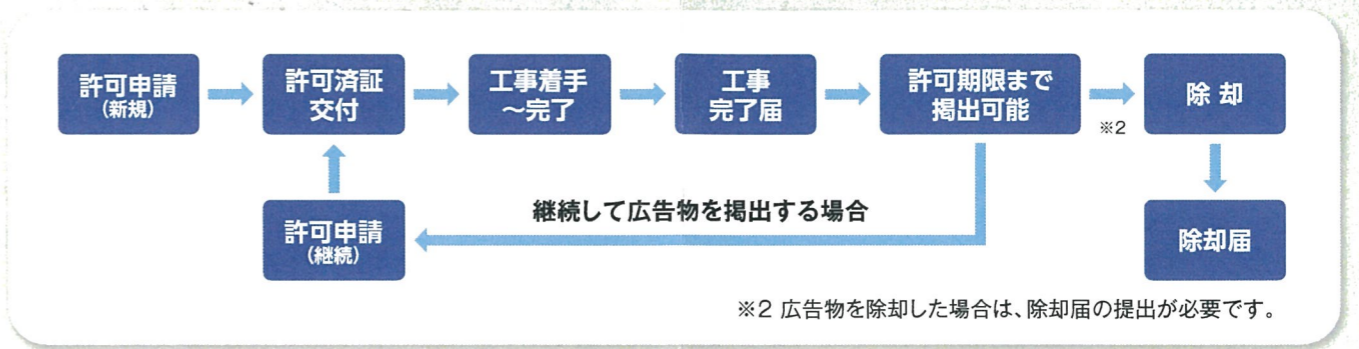 許可申請
(新規)
許可済証
交付
工事着手
~完了
工事
完了届
許可期限まで
掲出可能
※2
除却
許可申請
(継続)
継続して広告物を掲出する場合
除却届
※2 広告物を除却した場合は、除却届の提出が必要です。